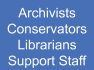 Archivists
Conservators
Librarians
Support Staff